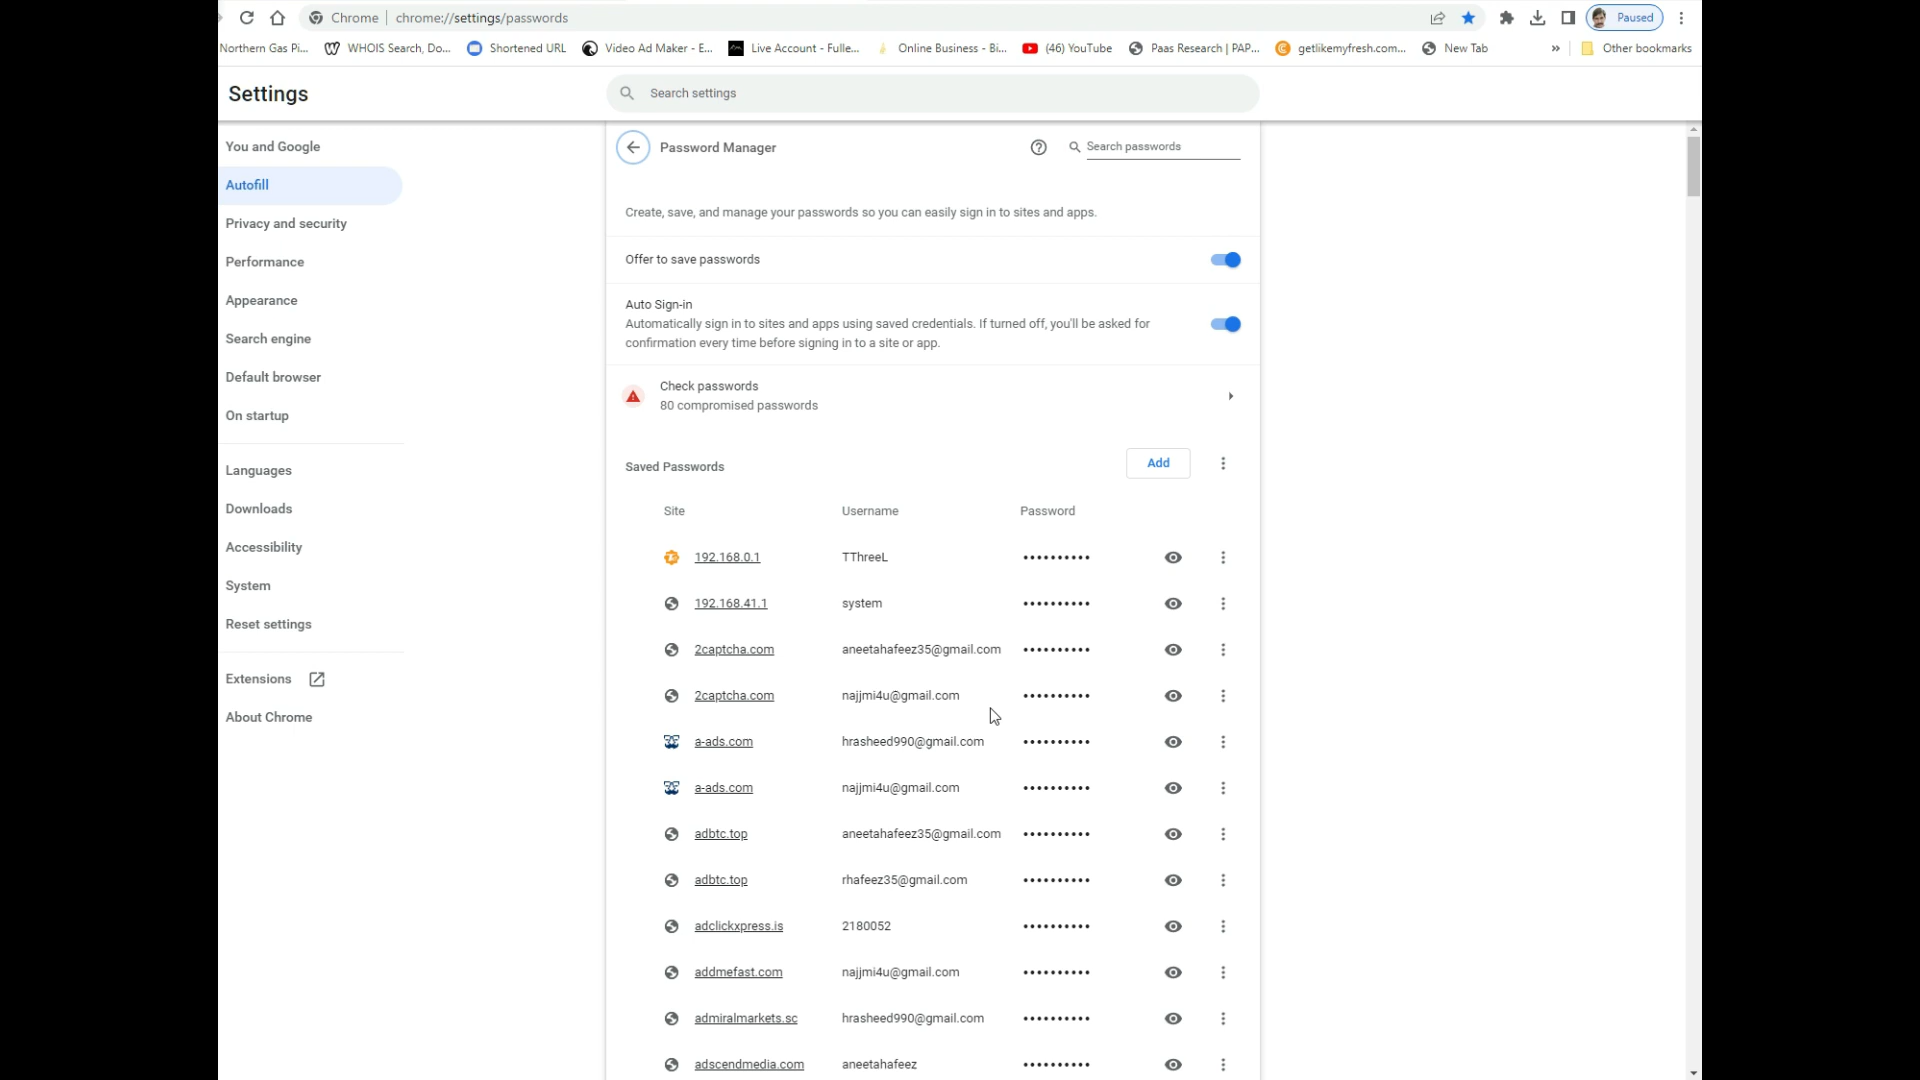 Chrome | chrome://settings/passwords Paused
Northern Gas Pi... WHOIS Search, Do... Shortened URL Video Ad Maker - E... Live Account - Fulle... Online Business - Bi... (46) YouTube Paas Research | PAP... getlikemyfresh.com... New Tab » Other bookmarks
Settings
Search settings
You and Google
Autofill
Privacy and security
Performance
Appearance
Search engine
Default browser
On startup
Languages
Downloads
Accessibility
System
Reset settings
Extensions
About Chrome
Password Manager
Search passwords
Create, save, and manage your passwords so you can easily sign in to sites and apps.
Offer to save passwords
Auto Sign-in
Automatically sign in to sites and apps using saved credentials. If turned off, you'll be asked for
confirmation every time before signing in to a site or app.
Check passwords
80 compromised passwords
Saved Passwords Add
Site Username Password
192.168.0.1 TThreeL ••••••••••
192.168.41.1 system ••••••••••
2captcha.com aneetahafeez35@gmail.com ••••••••••
2captcha.com najjmi4u@gmail.com ••••••••••
a-ads.com hrasheed990@gmail.com ••••••••••
a-ads.com najjmi4u@gmail.com ••••••••••
adbtc.top aneetahafeez35@gmail.com ••••••••••
adbtc.top rhafeez35@gmail.com ••••••••••
adclickxpress.is 2180052 ••••••••••
addmefast.com najjmi4u@gmail.com ••••••••••
admiralmarkets.sc hrasheed990@gmail.com ••••••••••
adscendmedia.com aneetahafeez ••••••••••